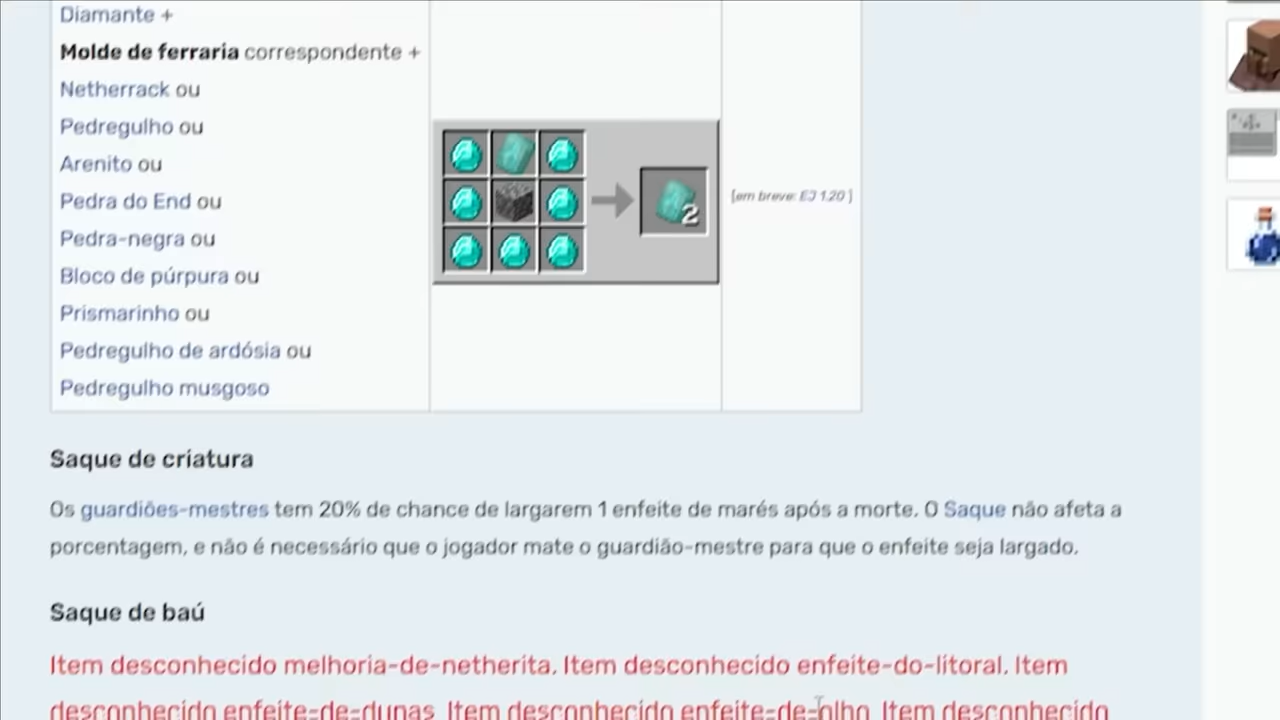 Diamante +
Molde de ferraria correspondente +
Netherrack ou
Pedregulho ou
Arenito ou
Pedra do End ou
Pedra-negra ou
Bloco de púrpura ou
Prismarinho ou
Pedregulho de ardósia ou
Pedregulho musgoso
2
[em breve: EJ 1.20 ]
Saque de criatura
Os guardiões-mestres tem 20% de chance de largarem 1 enfeite de marés após a morte. O Saque não afeta a
porcentagem, e não é necessário que o jogador mate o guardião-mestre para que o enfeite seja largado.
Saque de baú
Item desconhecido melhoria-de-netherita. Item desconhecido enfeite-do-litoral. Item
desconhecido enfeite-de-dunas. Item desconhecido enfeite-de-olho. Item desconhecido